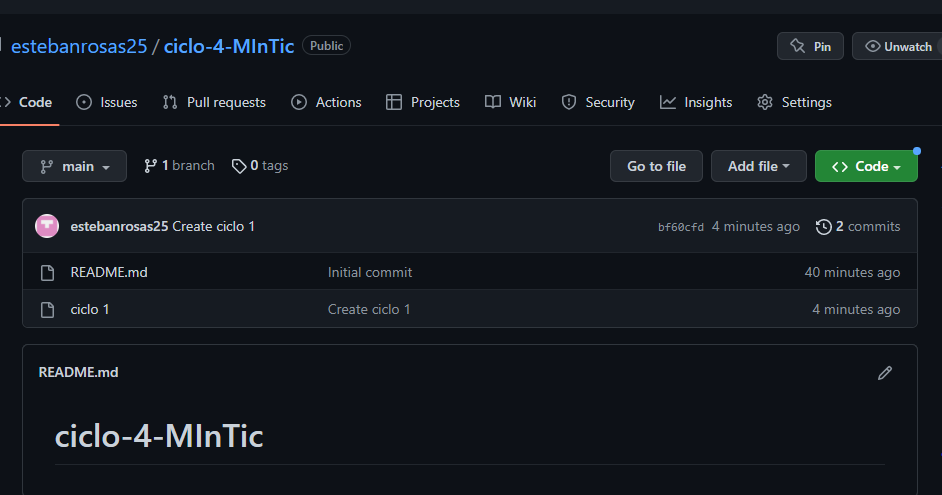 estebanrosas25 / ciclo-4-MInTic Public Pin Unwatch
Code Issues Pull requests Actions Projects Wiki Security Insights Settings
main 1 branch 0 tags Go to file Add file Code
estebanrosas25 Create ciclo 1 bf60cfd 4 minutes ago 2 commits
README.md Initial commit 40 minutes ago
ciclo 1 Create ciclo 1 4 minutes ago
README.md
ciclo-4-MInTic